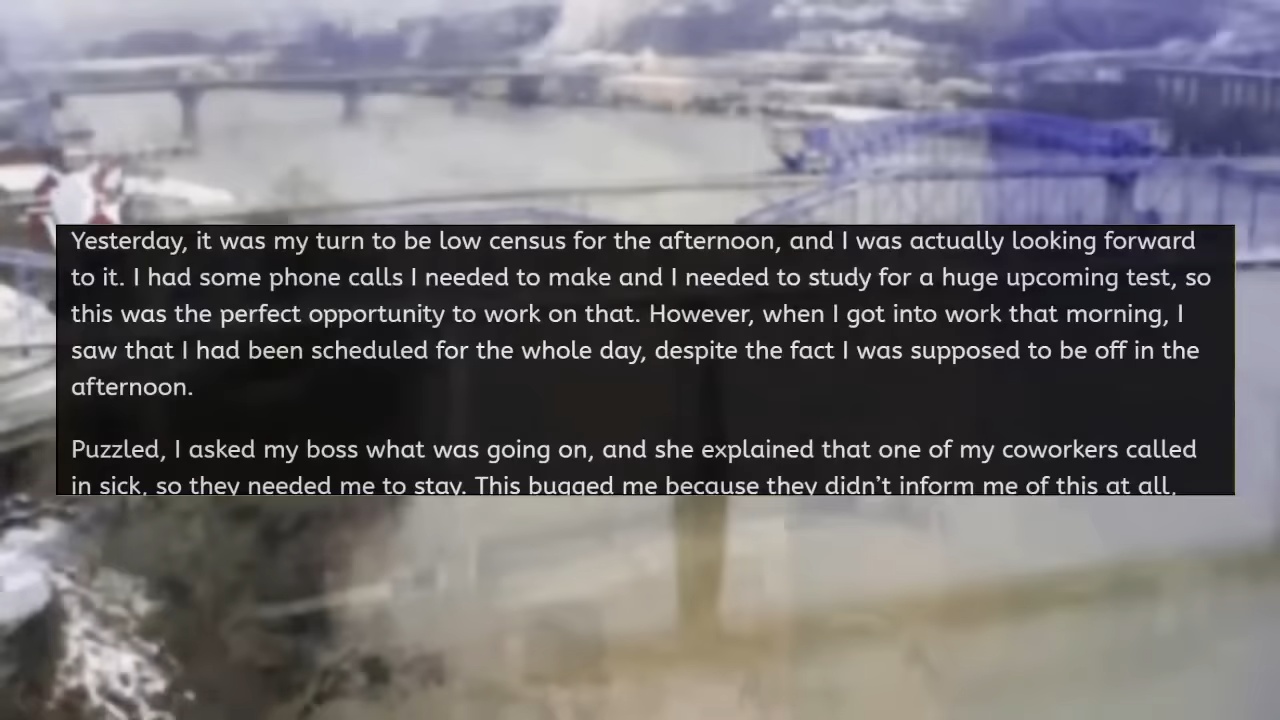 Yesterday, it was my turn to be low census for the afternoon, and I was actually looking forward
to it. I had some phone calls I needed to make and I needed to study for a huge upcoming test, so
this was the perfect opportunity to work on that. However, when I got into work that morning, I
saw that I had been scheduled for the whole day, despite the fact I was supposed to be off in the
afternoon.
Puzzled, I asked my boss what was going on, and she explained that one of my coworkers called
in sick, so they needed me to stay. This bugged me because they didn’t inform me of this at all,